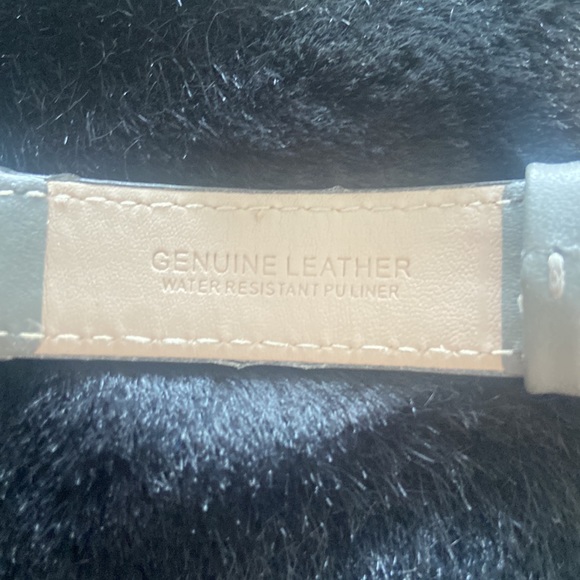 GENUINE LEATHER
WATER RESISTANT PU LINER